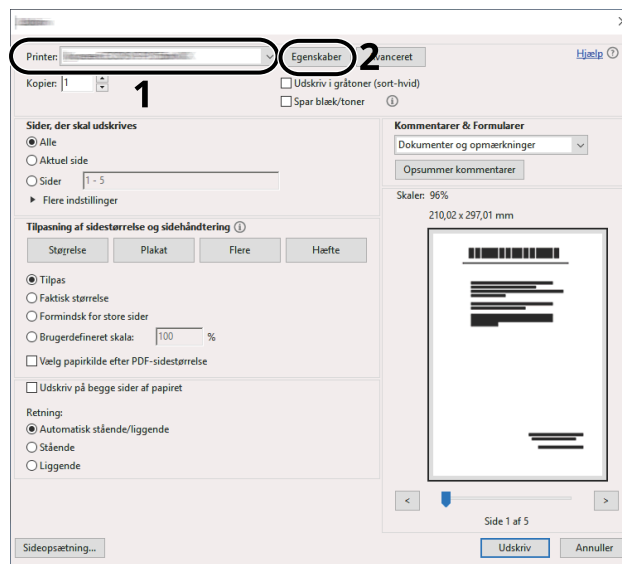 Printer:
Egenskaber
2
vanceret
Hjælp
1
Kopier: 1
Udskriv i gråtoner (sort-hvid)
Spar blæk/toner
Sider, der skal udskrives
Alle
Aktuel side
Sider 1 - 5
Flere indstillinger
Kommentarer & Formularer
Dokumenter og opmærkninger
Opsummer kommentarer
Skaler: 96%
210,02 x 297,01 mm
Tilpasning af sidestørrelse og sidehåndtering
Størrelse Plakat Flere Hæfte
Tilpas
Faktisk størrelse
Formindsk for store sider
Brugerdefineret skala: 100 %
Vælg papirkilde efter PDF-sidestørrelse
Udskriv på begge sider af papiret
Retning:
Automatisk stående/liggende
Stående
Liggende
< >
Side 1 af 5
Sideopsætning...
Udskriv
Annuller